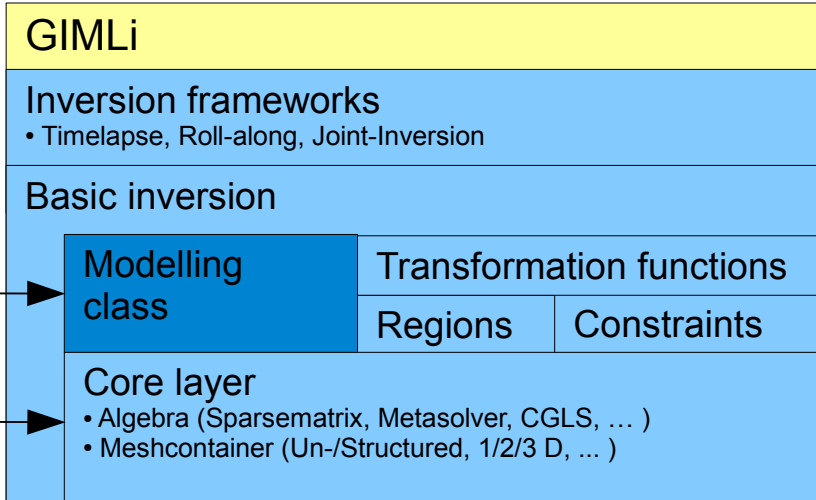 GIMLi
Inversion frameworks
• Timelapse, Roll-along, Joint-Inversion
Basic inversion
Modelling
class
Transformation functions
Regions
Constraints
Core layer
• Algebra (Sparsematrix, Metasolver, CGLS, … )
• Meshcontainer (Un-/Structured, 1/2/3 D, ... )